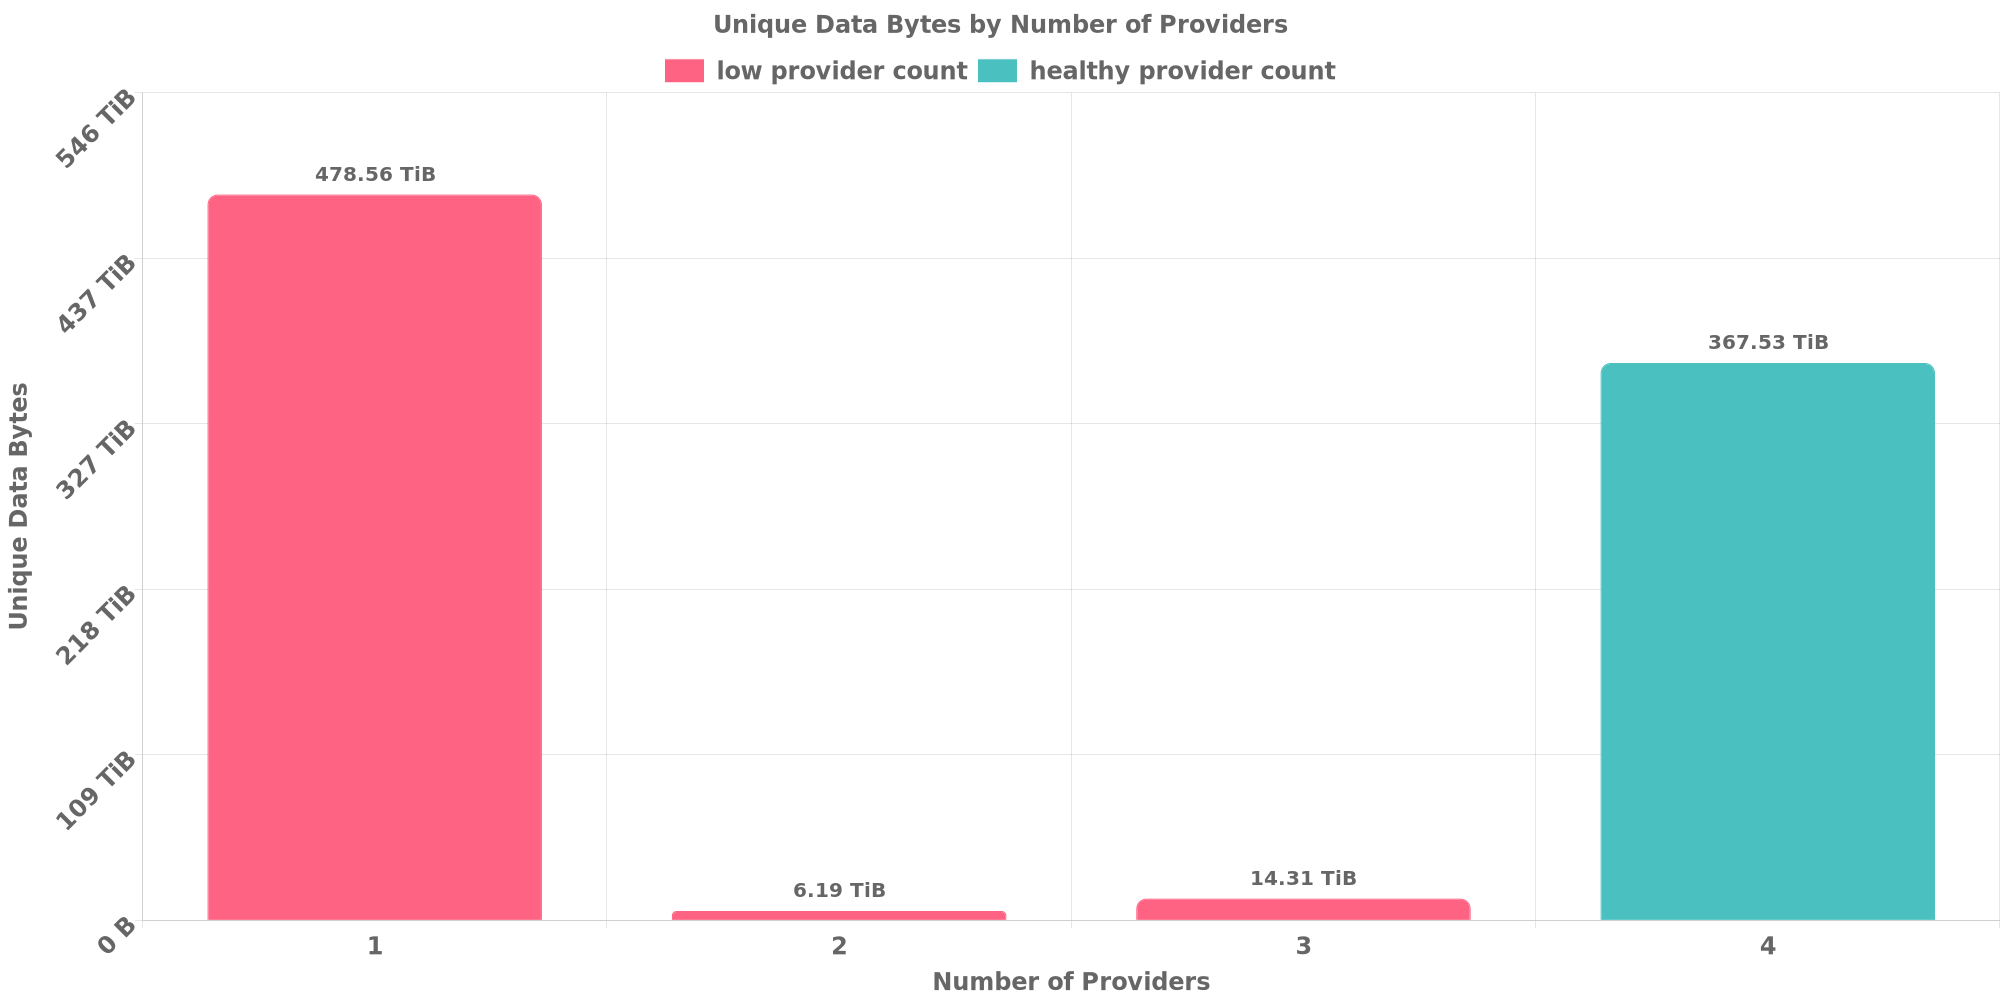 Unique Data Bytes by Number of Providers
low provider count healthy provider count
546 TiB
437 TiB
327 TiB
218 TiB
109 TiB
0 B
Unique Data Bytes
478.56 TiB
6.19 TiB
14.31 TiB
367.53 TiB
1 2 3 4
Number of Providers